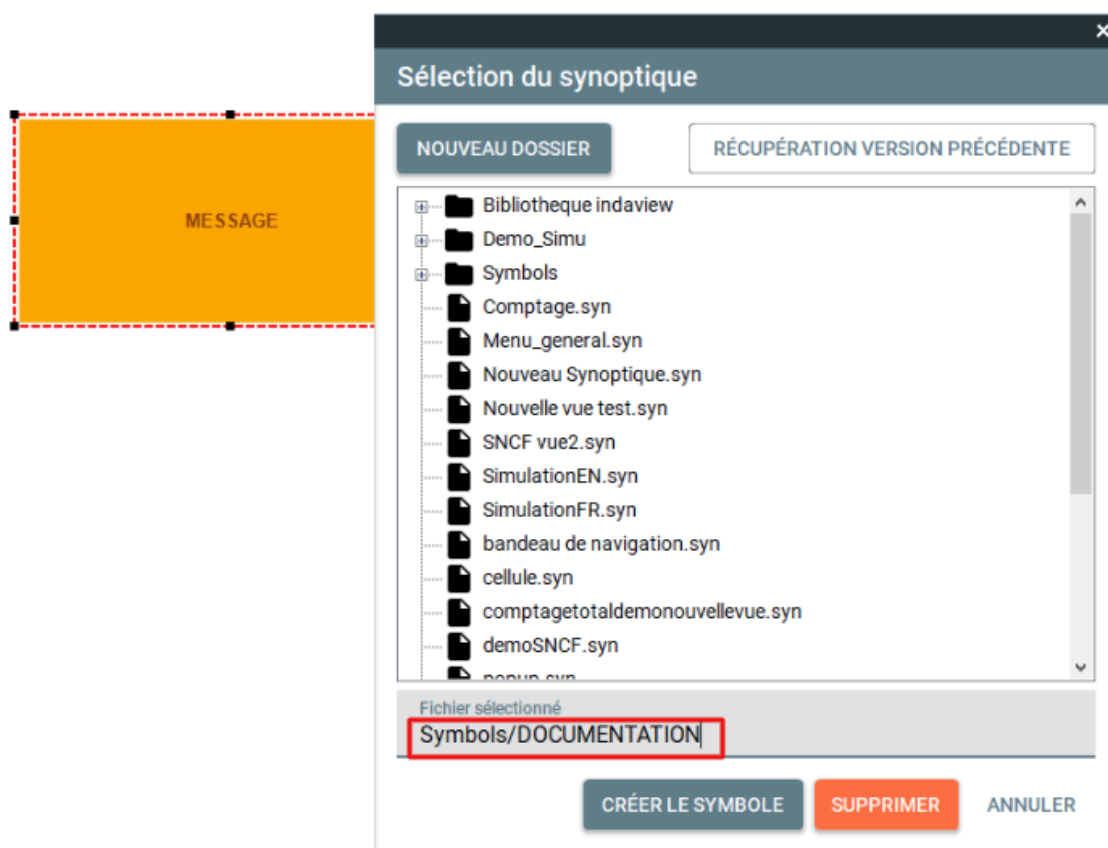 Sélection du synoptique
NOUVEAU DOSSIER
RÉCUPÉRATION VERSION PRÉCÉDENTE
MESSAGE
Bibliotheque indaview
Demo_Simu
Symbols
Comptage.syn
Menu_general.syn
Nouveau Synoptique.syn
Nouvelle vue test.syn
SNCF vue2.syn
SimulationEN.syn
SimulationFR.syn
bandeau de navigation.syn
cellule.syn
comptagetotaldemonouvellevue.syn
demoSNCF.syn
popup.syn
Fichier sélectionné
Symbols/DOCUMENTATION
CRÉER LE SYMBOLE
SUPPRIMER
ANNULER